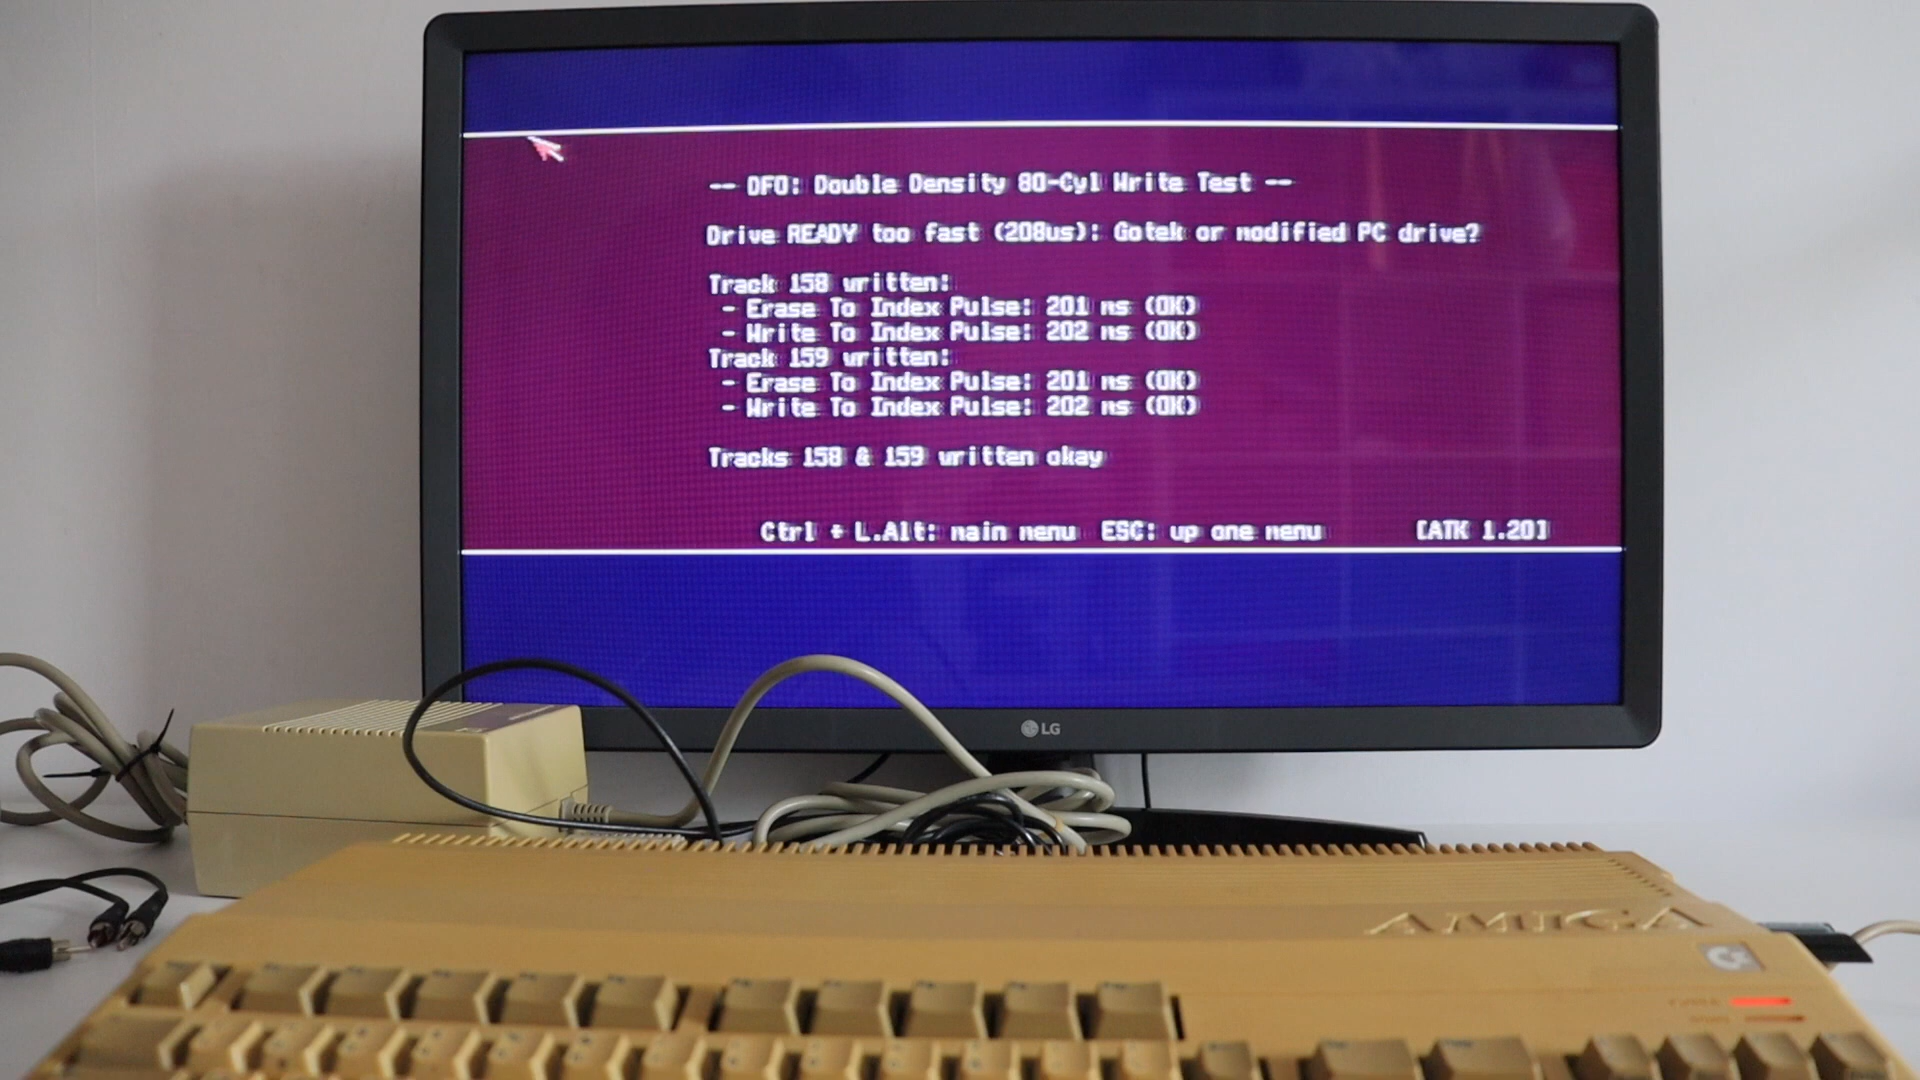 -- DF0: Double Density 80-Cyl Write Test --
Drive READY too fast (208us): Gotek or modified PC drive?
Track 158 written:
- Erase To Index Pulse: 201 ms (OK)
- Write To Index Pulse: 202 ms (OK)
Track 159 written:
- Erase To Index Pulse: 201 ms (OK)
- Write To Index Pulse: 202 ms (OK)
Tracks 158 & 159 written okay
Ctrl + L.Alt: main menu ESC: up one menu [ATK 1.20]
LG
AMIGA